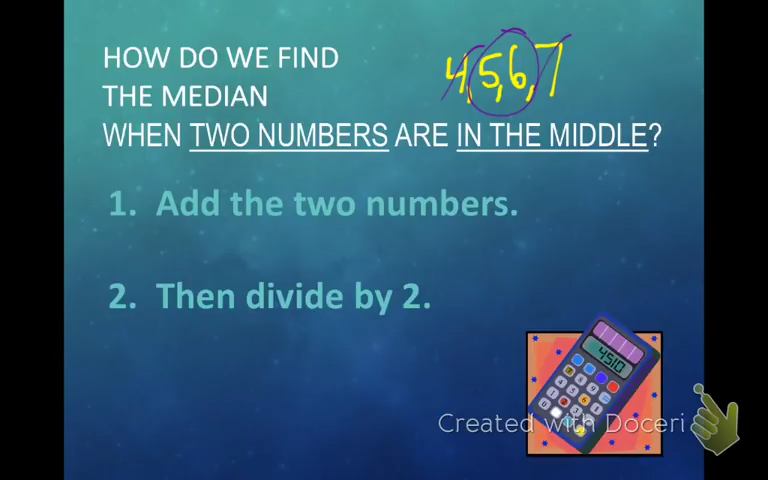 HOW DO WE FIND
4, 5, 6, 7
THE MEDIAN
WHEN TWO NUMBERS ARE IN THE MIDDLE?
1. Add the two numbers.
2. Then divide by 2.
4510
Created with Doceri